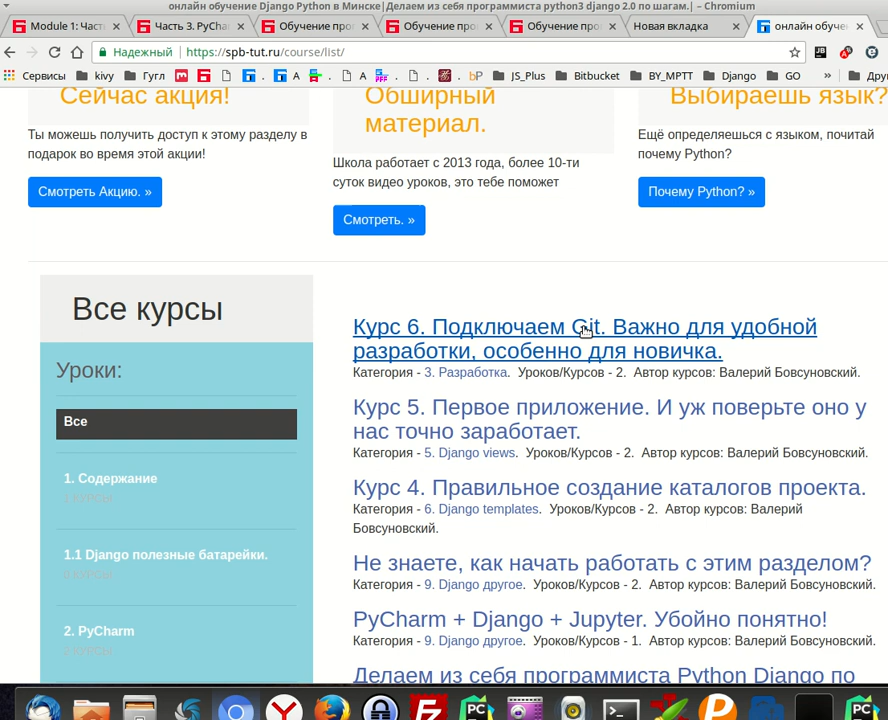 онлайн обучение Django Python в Минске|Делаем из себя программиста python3 django 2.0 по шагам.| – Chromium
Module 1: Част
Часть 3. PyChar
Обучение про
Обучение про
Обучение про
Новая вкладка
онлайн обуче
Надежный https://spb-tut.ru/course/list/
Сервисы kivy Гугл A A JS_Plus Bitbucket BY_MPTT Django GO » Дру
Сейчас акция!
Ты можешь получить доступ к этому разделу в
подарок во время этой акции!
Смотреть Акцию. »
Обширный
материал.
Школа работает с 2013 года, более 10-ти
суток видео уроков, это тебе поможет
Смотреть. »
Выбираешь язык?
Ещё определяешься с языком, почитай
почему Python?
Почему Python? »
Все курсы
Уроки:
Все
1. Содержание
1.1 Django полезные батарейки.
0 КУРСЫ
2. PyCharm
2 КУРСЫ
Курс 6. Подключаем Git. Важно для удобной
разработки, особенно для новичка.
Категория - 3. Разработка. Уроков/Курсов - 2. Автор курсов: Валерий Бовсуновский.
Курс 5. Первое приложение. И уж поверьте оно у
нас точно заработает.
Категория - 5. Django views. Уроков/Курсов - 2. Автор курсов: Валерий Бовсуновский.
Курс 4. Правильное создание каталогов проекта.
Категория - 6. Django templates. Уроков/Курсов - 2. Автор курсов: Валерий
Бовсуновский.
Не знаете, как начать работать с этим разделом?
Категория - 9. Django другое. Уроков/Курсов - 2. Автор курсов: Валерий Бовсуновский.
PyCharm + Django + Jupyter. Убойно понятно!
Категория - 9. Django другое. Уроков/Курсов - 1. Автор курсов: Валерий Бовсуновский.
Делаем из себя программиста Python Django по